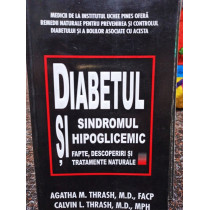 MEDICII DE LA INSTITUTUL UCHEE PINES OFERĂ
REMEDII NATURALE PENTRU PREVENIREA ȘI CONTROLUL
DIABETULUI ȘI A BOLILOR ASOCIATE CU ACESTA
DIABETUL
ȘI SINDROMUL
HIPOGLICEMIC
FAPTE, DESCOPERIRI ȘI
TRATAMENTE NATURALE
AGATHA M. THRASH, M.D., FACP
CALVIN L. THRASH, M.D., MPH